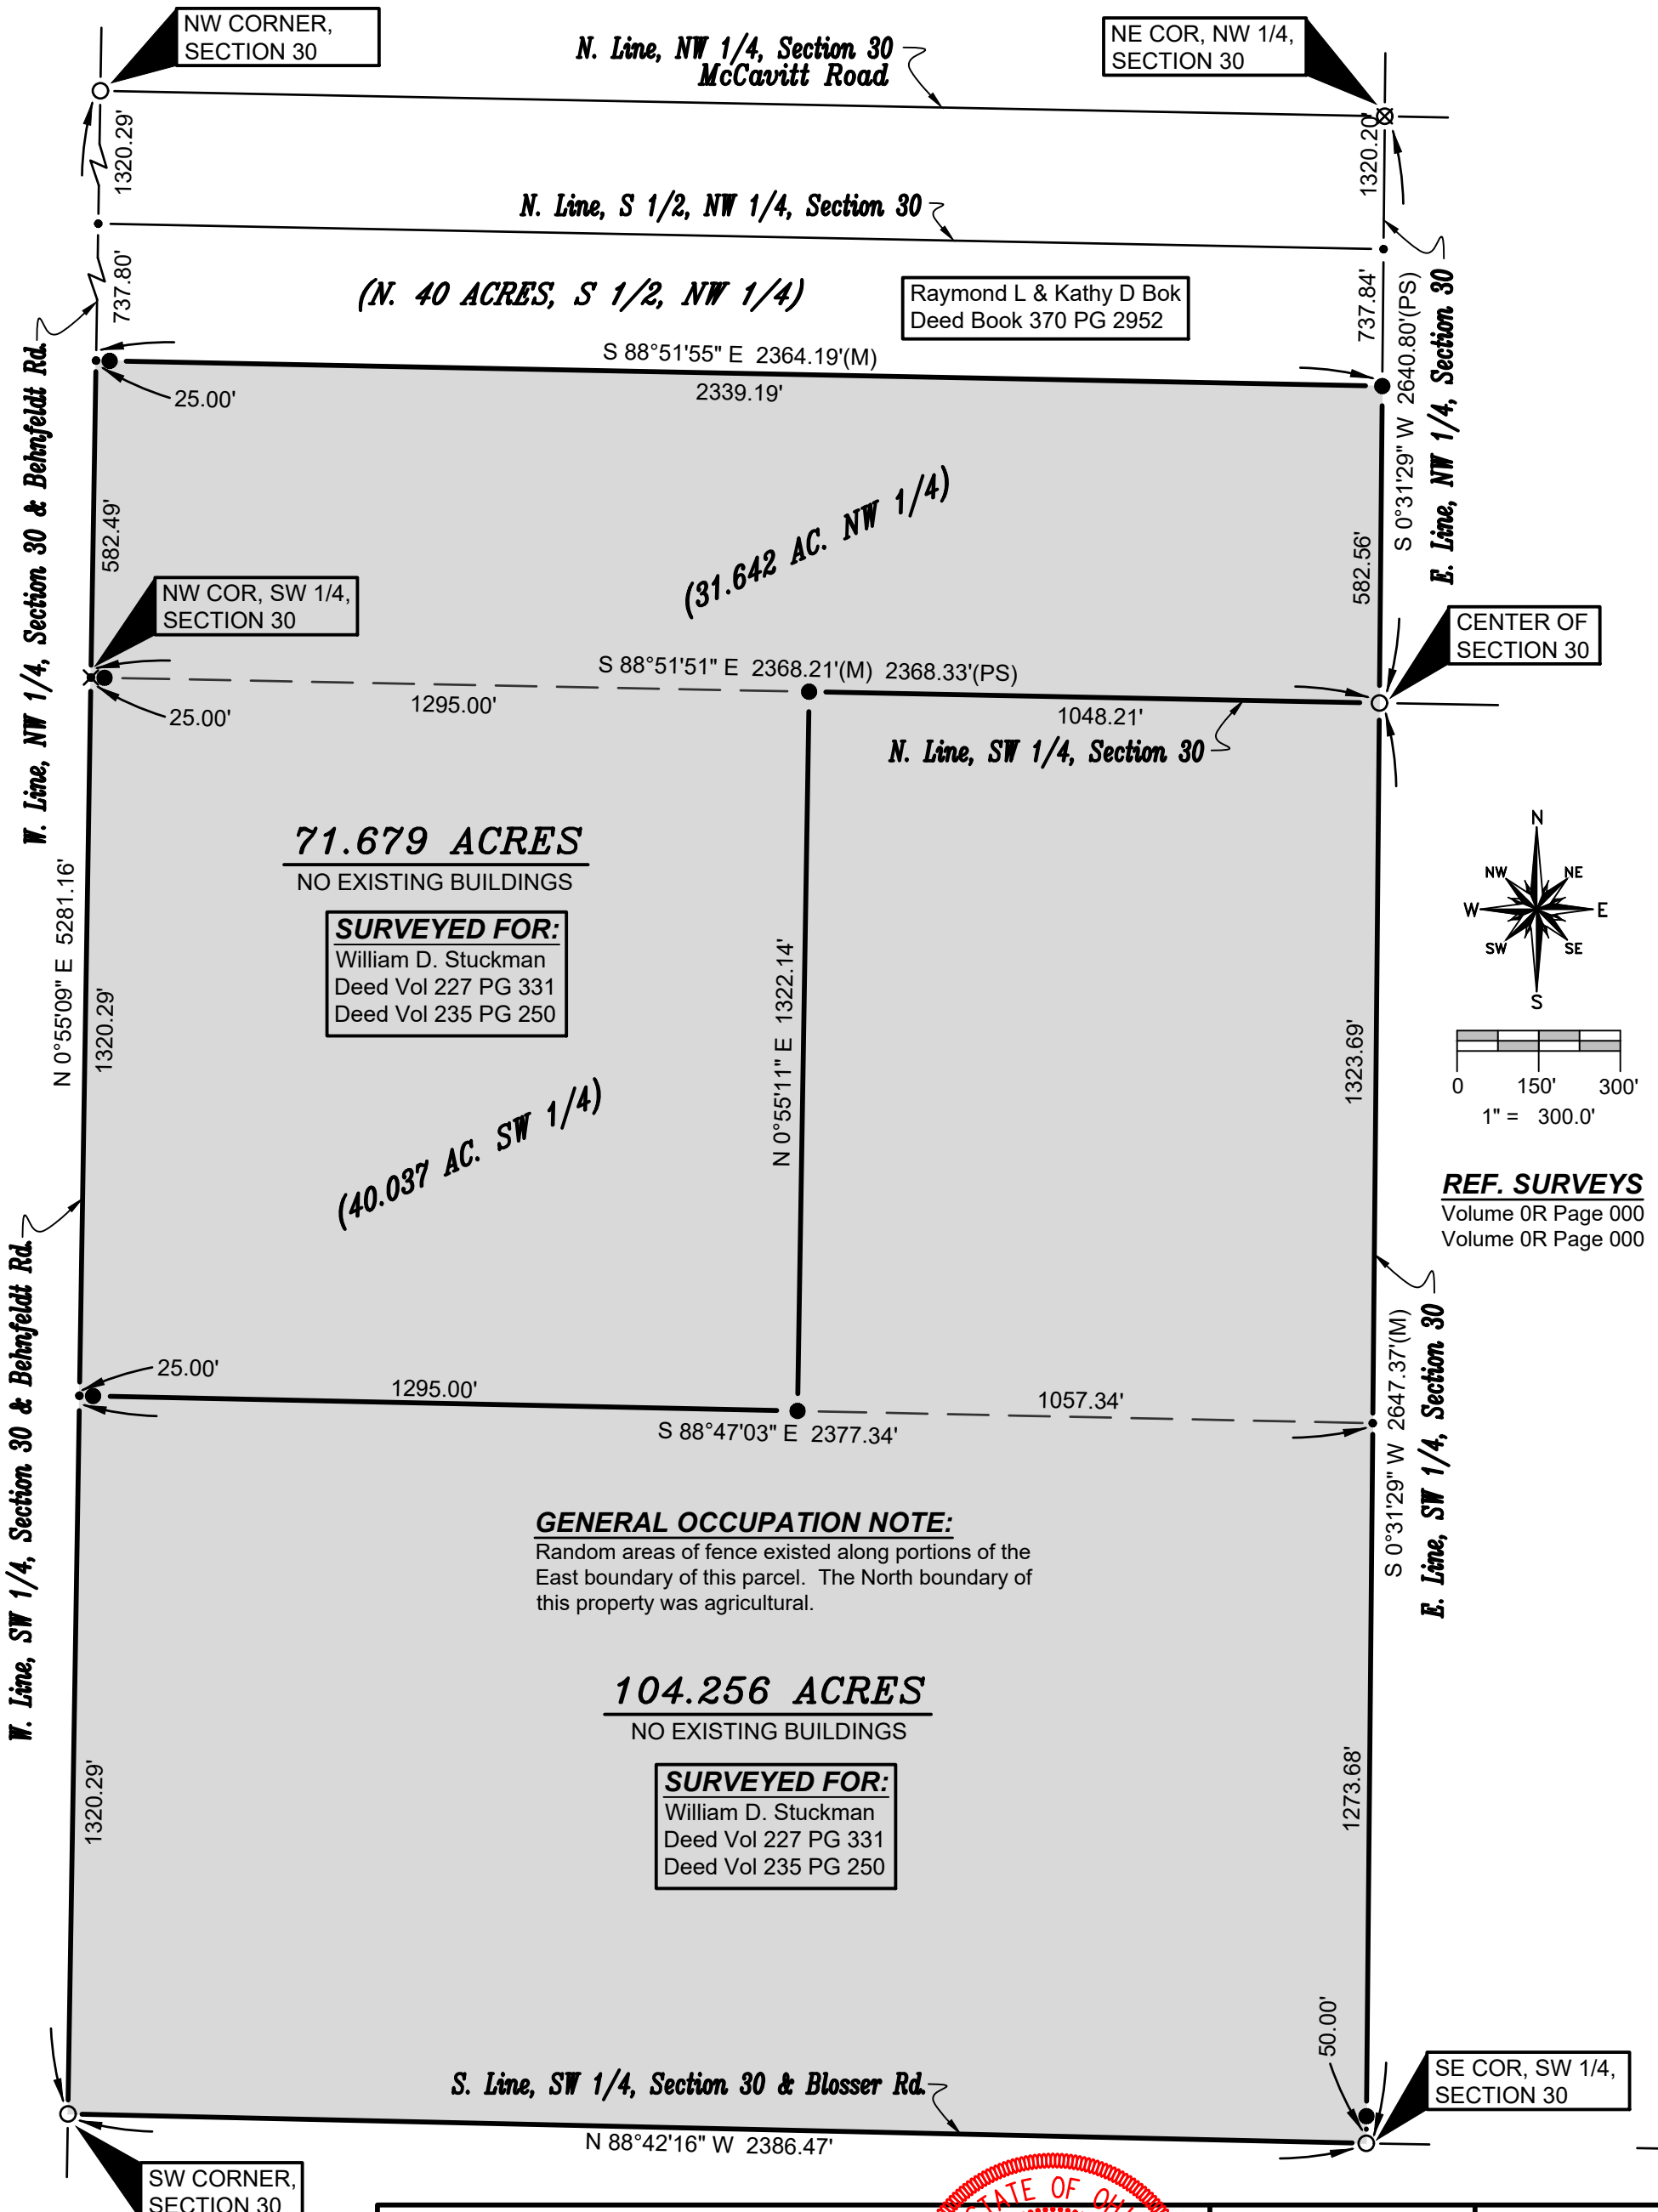 NW CORNER,
SECTION 30
N. Line, NW 1/4, Section 30
McCavitt Road
NE COR, NW 1/4,
SECTION 30
1320.29'
1320.20'
N. Line, S 1/2, NW 1/4, Section 30
737.80'
(N. 40 ACRES, S 1/2, NW 1/4)
Raymond L & Kathy D Bok
Deed Book 370 PG 2952
737.84'
S 0°31'29" W 2640.80'(PS)
E. Line, NW 1/4, Section 30
S 88°51'55" E 2364.19'(M)
2339.19'
25.00'
W. Line, NW 1/4, Section 30 & Behnfeldt Rd.
582.49'
(31.642 AC. NW 1/4)
582.56'
NW COR, SW 1/4,
SECTION 30
CENTER OF
SECTION 30
S 88°51'51" E 2368.21'(M) 2368.33'(PS)
25.00'
1295.00'
1048.21'
N. Line, SW 1/4, Section 30
71.679 ACRES
NO EXISTING BUILDINGS
SURVEYED FOR:
William D. Stuckman
Deed Vol 227 PG 331
Deed Vol 235 PG 250
N 0°55'09" E 5281.16'
1320.29'
N 0°55'11" E 1322.14'
1323.69'
N
NW
NE
W
E
SW
SE
S
0 150' 300'
1" = 300.0'
(40.037 AC. SW 1/4)
REF. SURVEYS
Volume 0R Page 000
Volume 0R Page 000
W. Line, SW 1/4, Section 30 & Behnfeldt Rd.
25.00'
1295.00'
1057.34'
S 88°47'03" E 2377.34'
S 0°31'29" W 2647.37'(M)
E. Line, SW 1/4, Section 30
GENERAL OCCUPATION NOTE:
Random areas of fence existed along portions of the
East boundary of this parcel. The North boundary of
this property was agricultural.
104.256 ACRES
NO EXISTING BUILDINGS
SURVEYED FOR:
William D. Stuckman
Deed Vol 227 PG 331
Deed Vol 235 PG 250
1320.29'
1273.68'
50.00'
S. Line, SW 1/4, Section 30 & Blosser Rd.
SE COR, SW 1/4,
SECTION 30
N 88°42'16" W 2386.47'
SW CORNER,
SECTION 30
STATE OF OH